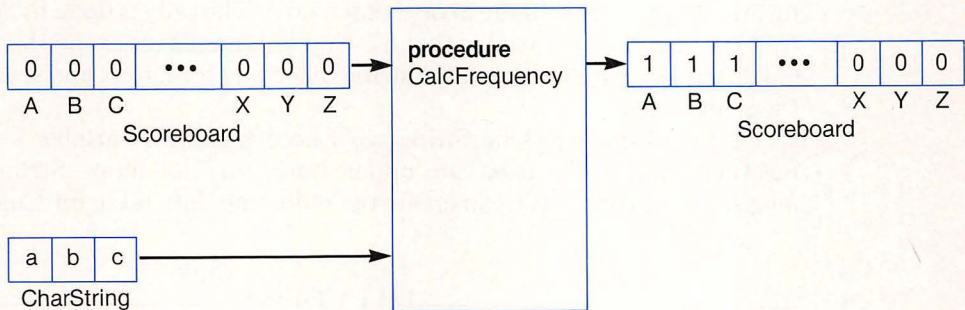 0 0 0 ••• 0 0 0
A B C X Y Z
Scoreboard
procedure
CalcFrequency
1 1 1 ••• 0 0 0
A B C X Y Z
Scoreboard
a b c
CharString